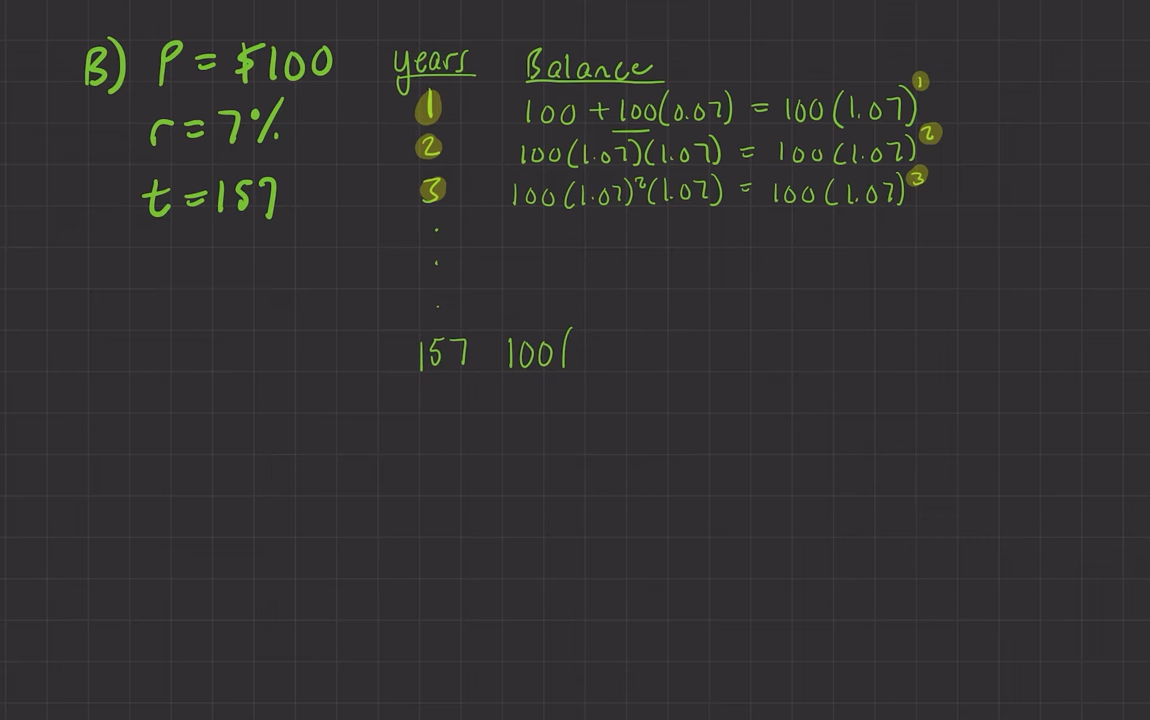 B) P = $100
r = 7%
t = 157
years Balance
1 100 + 100(0.07) = 100(1.07)¹
2 100(1.07)(1.07) = 100(1.07)²
3 100(1.07)²(1.07) = 100(1.07)³
.
.
.
157 100(